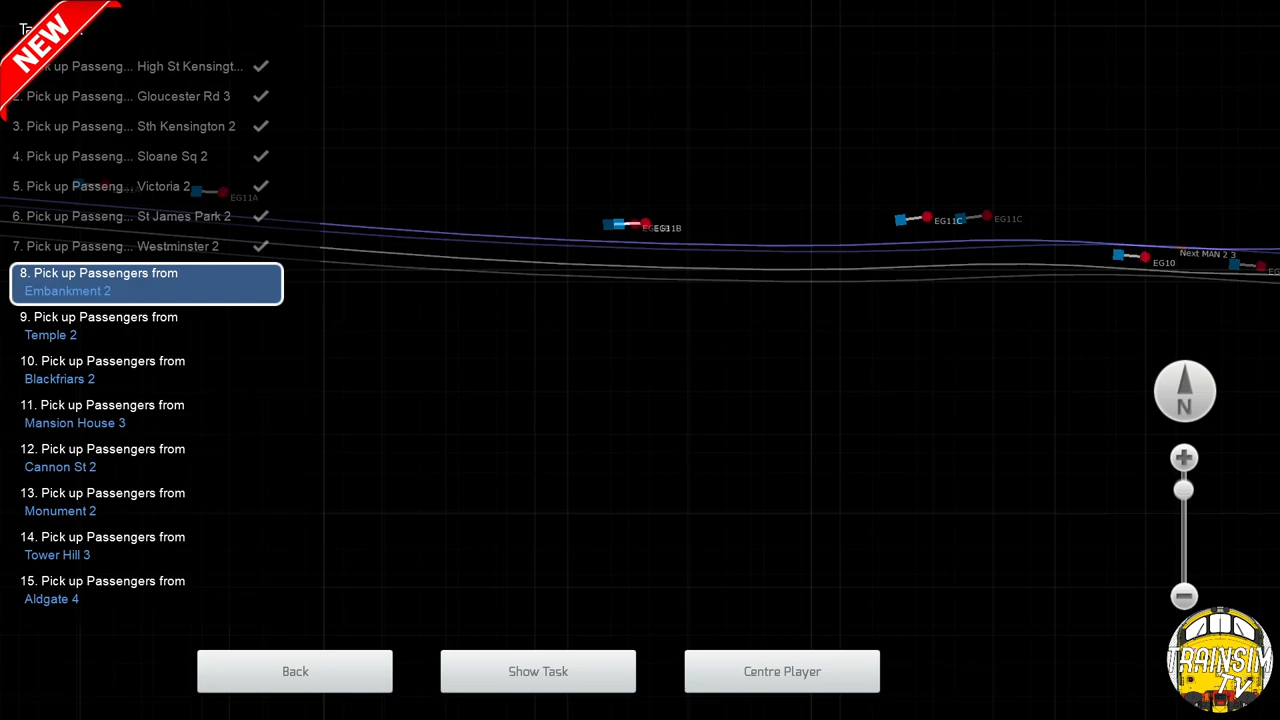 NEW
Pick up Passeng... High St Kensingt...
2. Pick up Passeng... Gloucester Rd 3
3. Pick up Passeng... Sth Kensington 2
4. Pick up Passeng... Sloane Sq 2
5. Pick up Passeng... Victoria 2
6. Pick up Passeng... St James Park 2
7. Pick up Passeng... Westminster 2
8. Pick up Passengers from
Embankment 2
9. Pick up Passengers from
Temple 2
10. Pick up Passengers from
Blackfriars 2
11. Pick up Passengers from
Mansion House 3
12. Pick up Passengers from
Cannon St 2
13. Pick up Passengers from
Monument 2
14. Pick up Passengers from
Tower Hill 3
15. Pick up Passengers from
Aldgate 4
EG11A
EG11B
EG11C
EG11C
EG10
Next MAN 2 3
N
Back
Show Task
Centre Player
TRAINSIM
TV